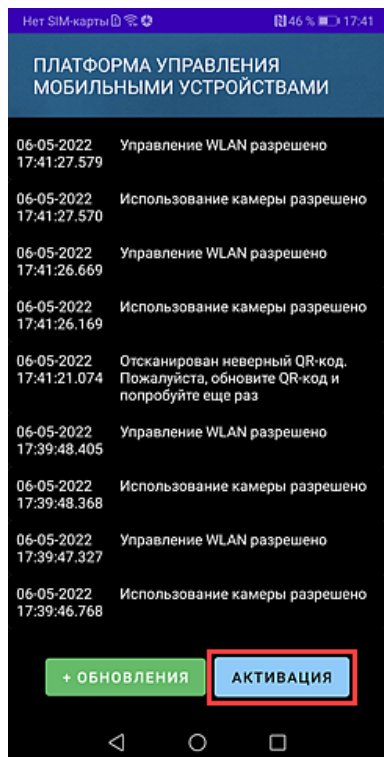 Нет SIM-карты 46 % 17:41
ПЛАТФОРМА УПРАВЛЕНИЯ
МОБИЛЬНЫМИ УСТРОЙСТВАМИ
06-05-2022 Управление WLAN разрешено
17:41:27.579
06-05-2022 Использование камеры разрешено
17:41:27.570
06-05-2022 Управление WLAN разрешено
17:41:26.669
06-05-2022 Использование камеры разрешено
17:41:26.169
06-05-2022 Отсканирован неверный QR-код.
17:41:21.074 Пожалуйста, обновите QR-код и
попробуйте еще раз
06-05-2022 Управление WLAN разрешено
17:39:48.405
06-05-2022 Использование камеры разрешено
17:39:48.368
06-05-2022 Управление WLAN разрешено
17:39:47.327
06-05-2022 Использование камеры разрешено
17:39:46.768
+ ОБНОВЛЕНИЯ АКТИВАЦИЯ